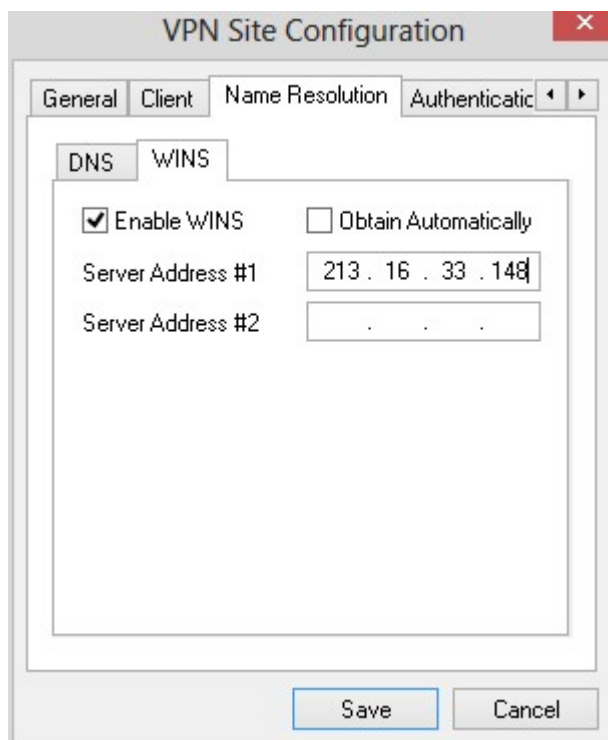 VPN Site Configuration
General Client Name Resolution Authenticatic
DNS WINS
Enable WINS Obtain Automatically
Server Address #1 213 . 16 . 33 . 148
Server Address #2 . . .
Save Cancel